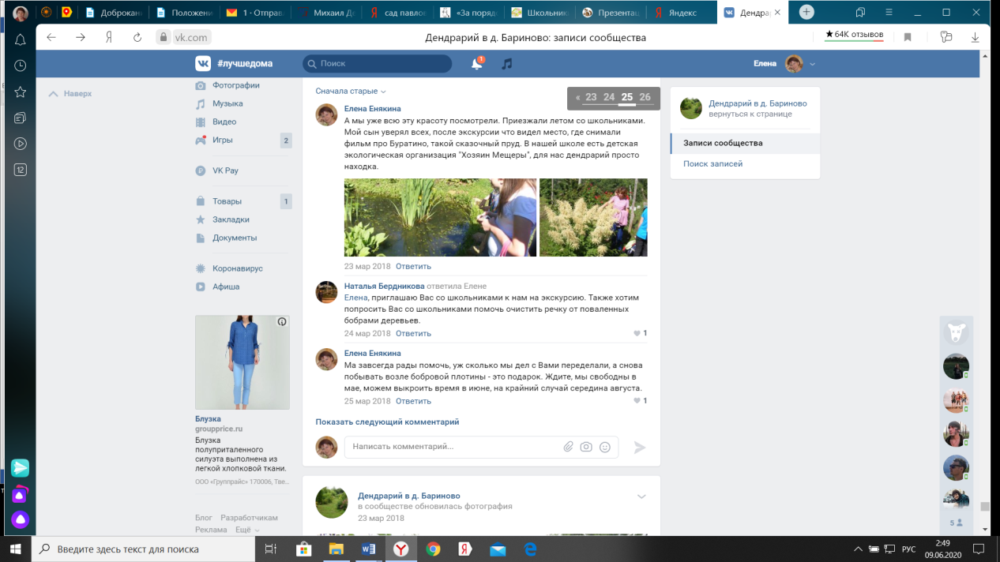 Доброкан
Положени
1 - Отправ
Михаил Де
сад павло
«За поряд
Школьник
Презентац
Яндекс
Дендра
vk.com
Дендрарий в д. Бариново: записи сообщества
★64K отзывов
#лучшедома
Поиск
1
Елена
Наверх
Фотографии
Музыка
Видео
Игры 2
VK Pay
Товары 1
Закладки
Документы
Коронавирус
Афиша
12
Блузка
groupprice.ru
Блузка
полуприталенного
силуэта выполнена из
легкой хлопковой ткани.
ООО «Группрайс» 170006, Тве...
Блог Разработчикам
Реклама Ещё
Сначала старые
« 23 24 25 26
Елена Енякина
А мы уже всю эту красоту посмотрели. Приезжали летом со школьниками.
Мой сын уверял всех, после экскурсии что видел место, где снимали
фильм про Буратино, такой сказочный пруд. В нашей школе есть детская
экологическая организация "Хозяин Мещеры", для нас дендрарий просто
находка.
23 мар 2018 Ответить
Наталья Бердникова ответила Елене
Елена, приглашаю Вас со школьниками к нам на экскурсию. Также хотим
попросить Вас со школьниками помочь очистить речку от поваленных
бобрами деревьев.
24 мар 2018 Ответить 1
Елена Енякина
Ма завсегда рады помочь, уж сколько мы дел с Вами переделали, а снова
побывать возле бобровой плотины - это подарок. Ждите, мы свободны в
мае, можем выкроить время в июне, на крайний случай середина августа.
25 мар 2018 Ответить 1
Показать следующий комментарий
Написать комментарий...
Дендрарий в д. Бариново
в сообществе обновилась фотография
23 мар 2018
Дендрарий в д. Бариново
вернуться к странице
Записи сообщества
Поиск записей
5
Введите здесь текст для поиска
РУС
2:49
09.06.2020